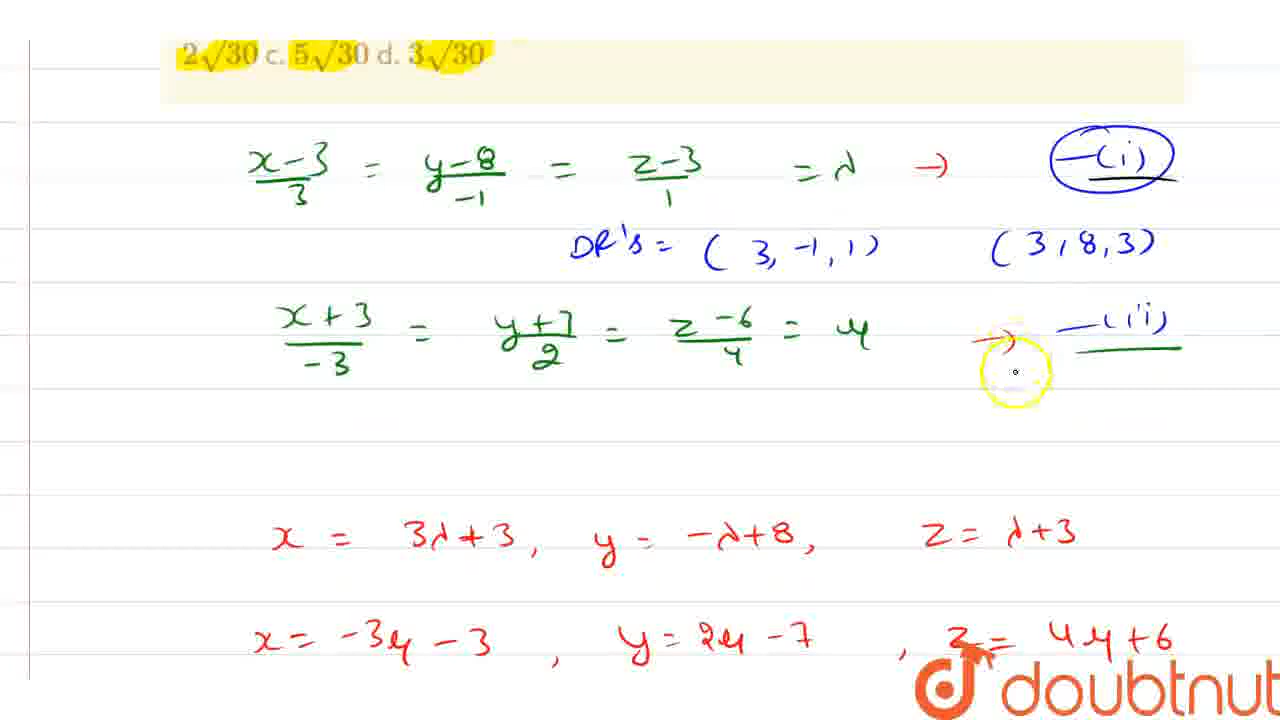 2√30 c. 5√30 d. 3√30
x-3/3 = y-8/-1 = z-3/1 = λ → —(i)
DR's = (3, -1, 1) (3, 8, 3)
x+3/-3 = y+7/2 = z-6/4 = μ → —(ii)
x = 3λ+3, y = -λ+8, z = λ+3
x = -3μ-3, y = 2μ-7, z = 4μ+6
doubtnut